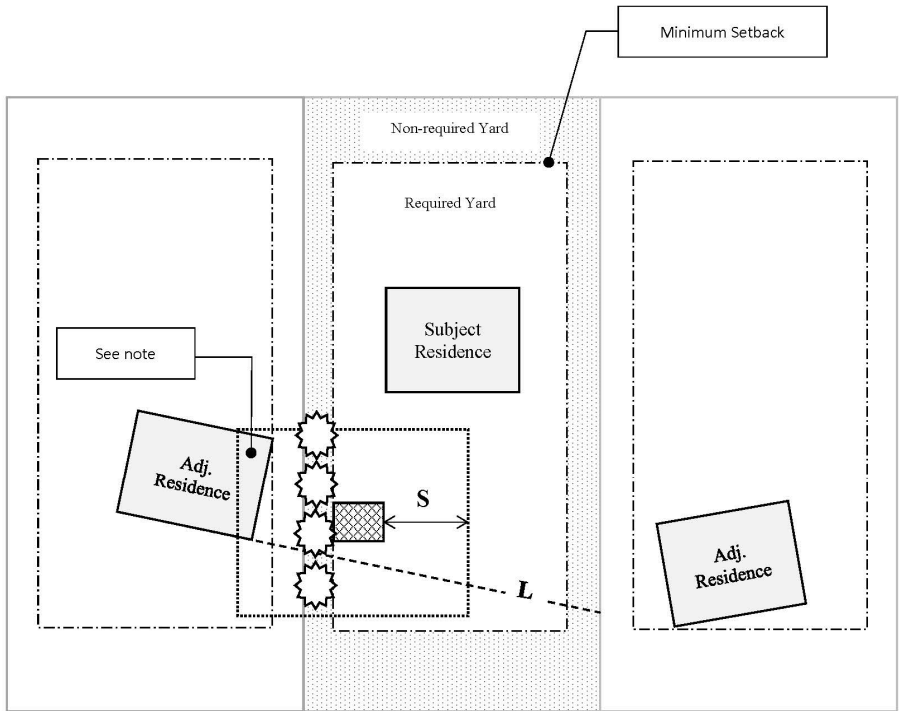 Minimum Setback
Non-required Yard
Required Yard
Subject
Residence
See note
Adj.
Residence
S
L
Adj.
Residence